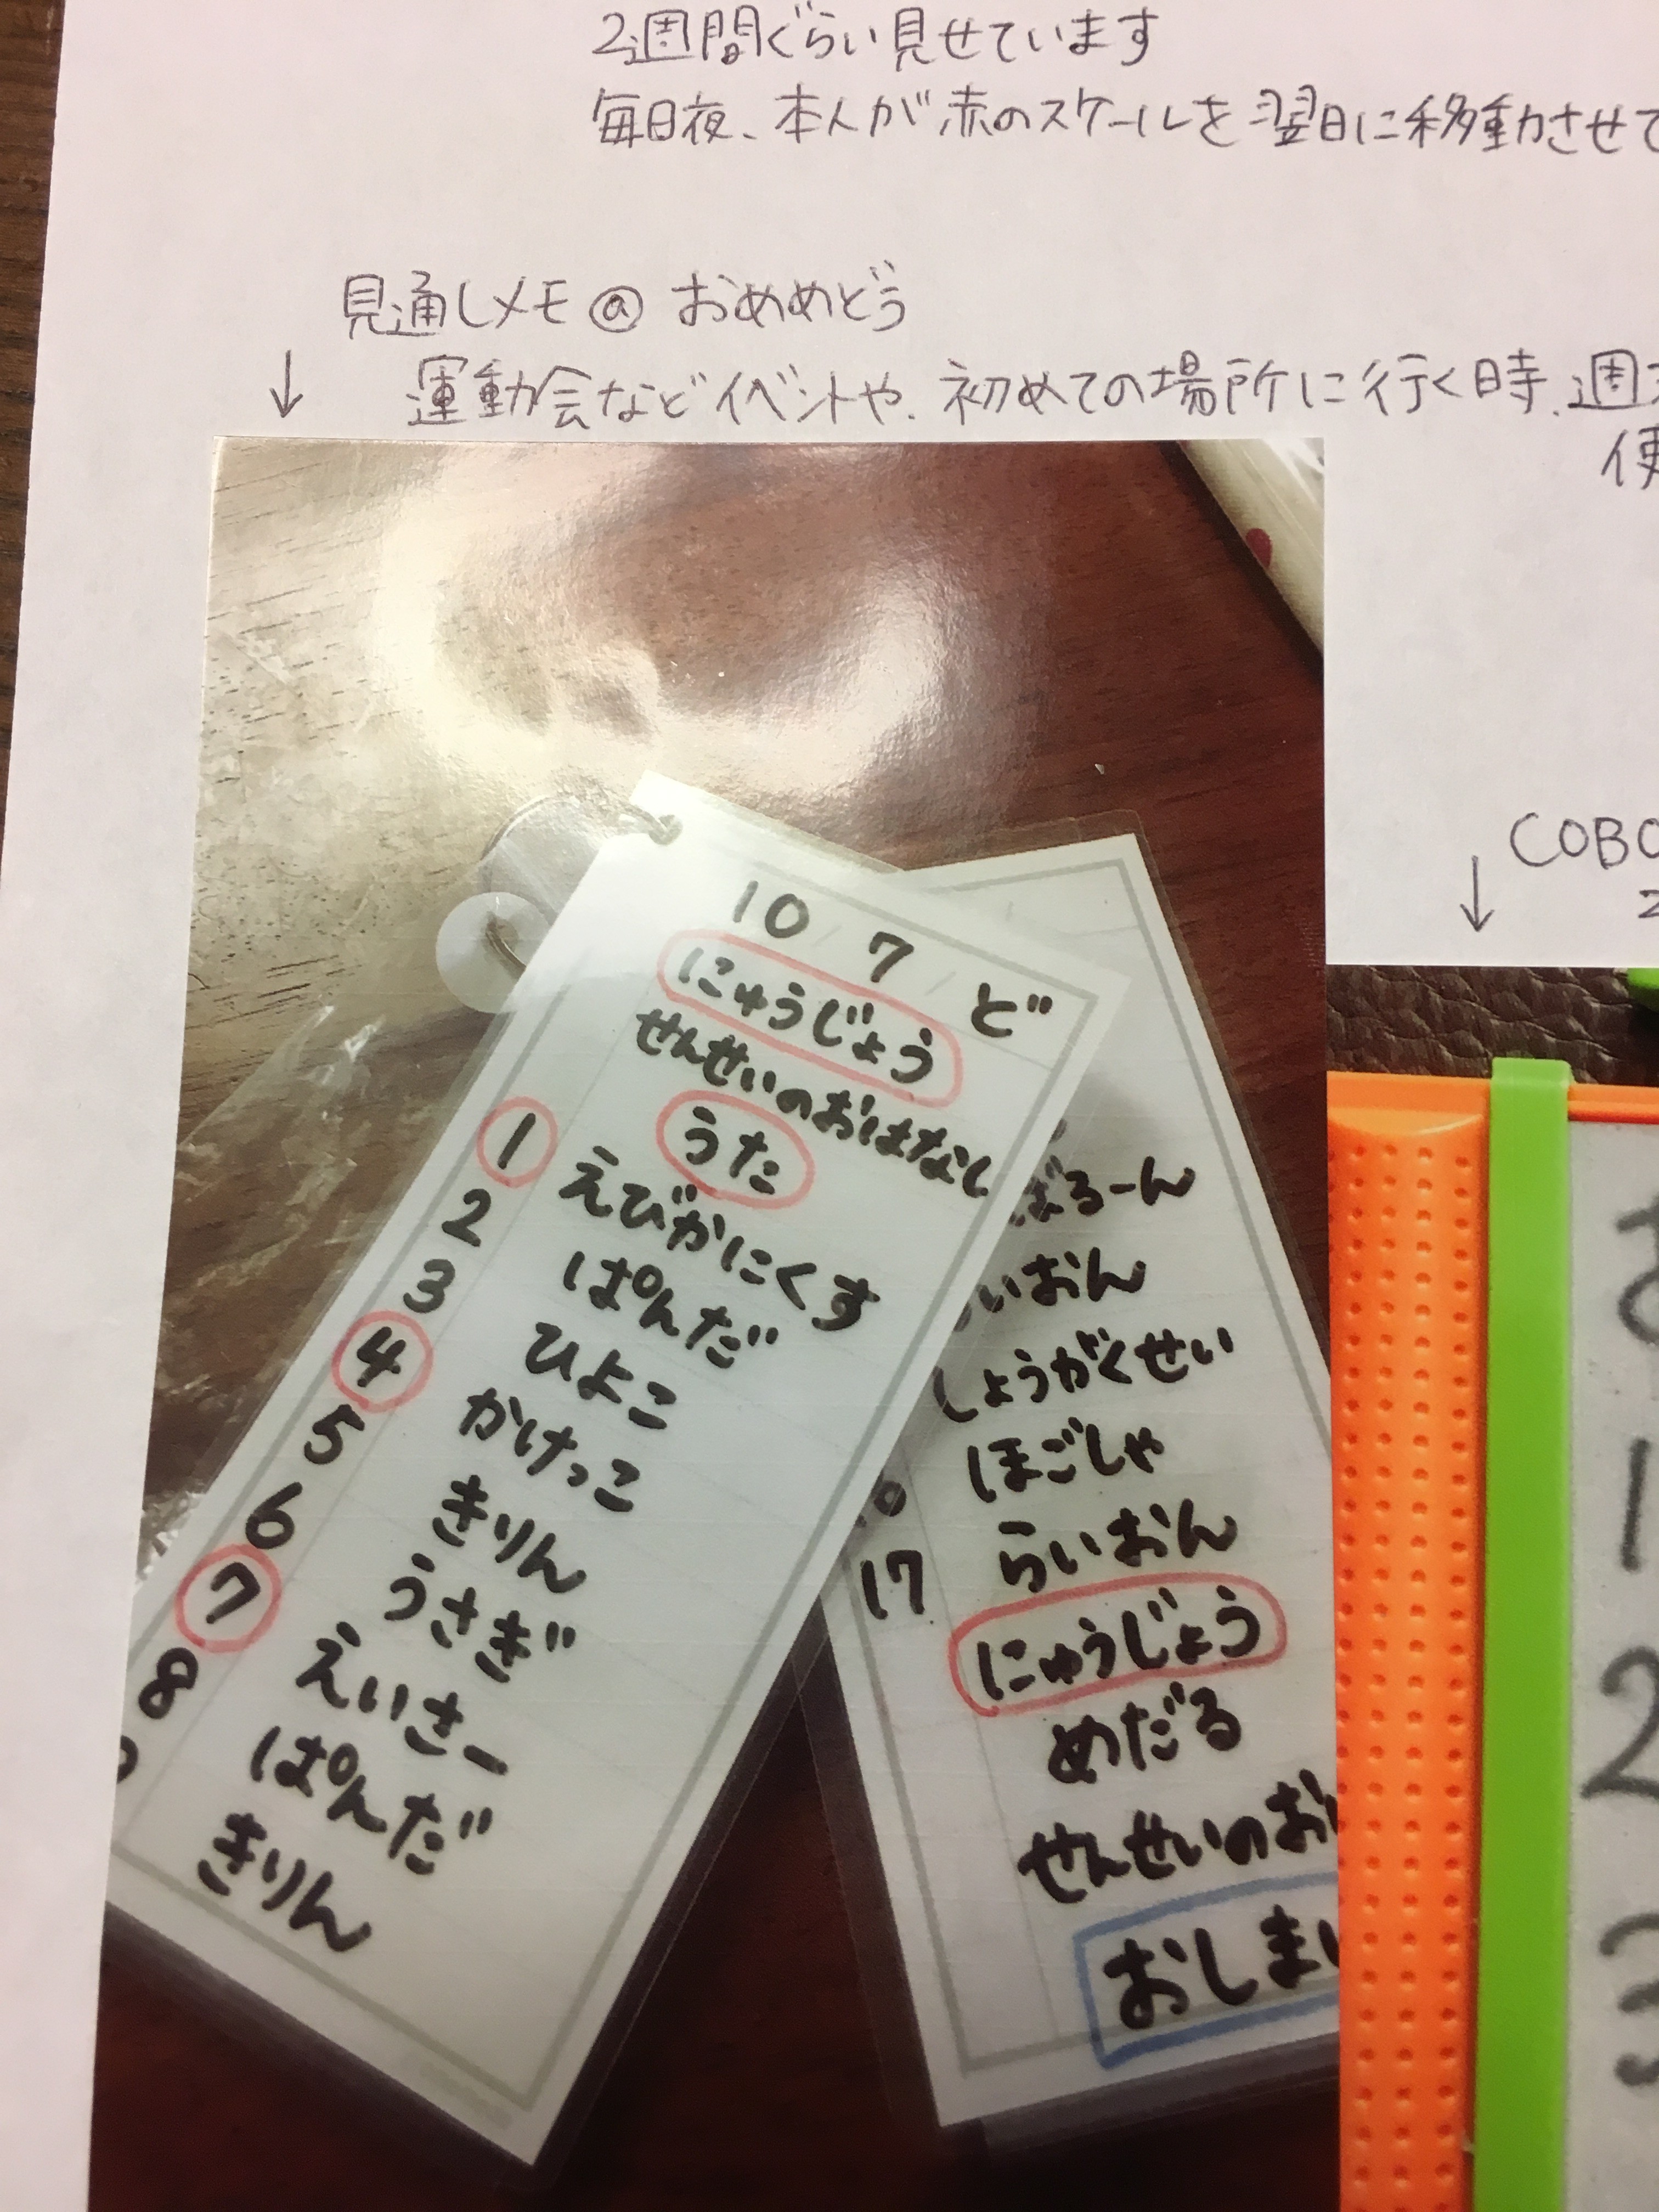 2週間ぐらい見せています
毎日夜、本人が赤のスケールを翌日に移動させて
見通しメモ@おめめどう
↓ 運動会などイベントや、初めての場所に行く時、週
便
↓ COBO
10/7/ ど
にゅうじょう
せんせいのおはなし
うた
1 えびかにくす
2 ぱんだ
3 ひよこ
4 かけっこ
5 きりん
6 うさぎ
7 えいさー
8 ぱんだ
きりん
ばるーん
いおん
しょうがくせい
ほごしゃ
17 らいおん
にゅうじょう
めだる
せんせいのお
おしま
1
2
3